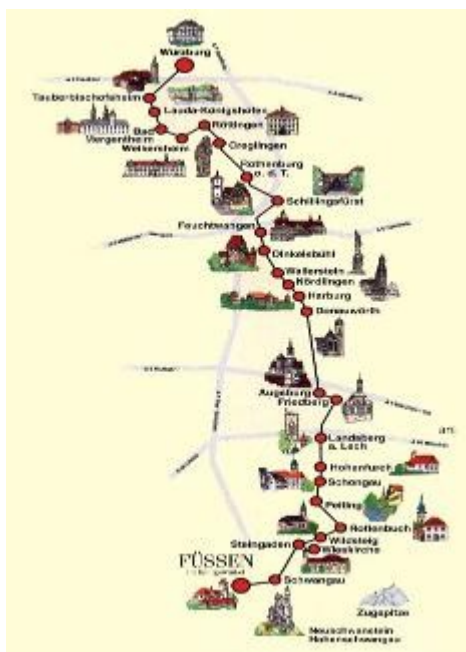 Würzburg
Tauberbischofsheim
Lauda-Königshofen
Bad
Mergentheim
Weikersheim
Röttingen
Creglingen
Rothenburg
o. d. T.
Schillingsfürst
Feuchtwangen
Dinkelsbühl
Wallerstein
Nördlingen
Harburg
Donauwörth
Augsburg
Friedberg
Landsberg
a. Lech
Hohenfurch
Schongau
Peiting
Rottenbuch
Wildsteig
Steingaden
Wieskirche
FÜSSEN
Schwangau
Zugspitze
Neuschwanstein
Hohenschwangau